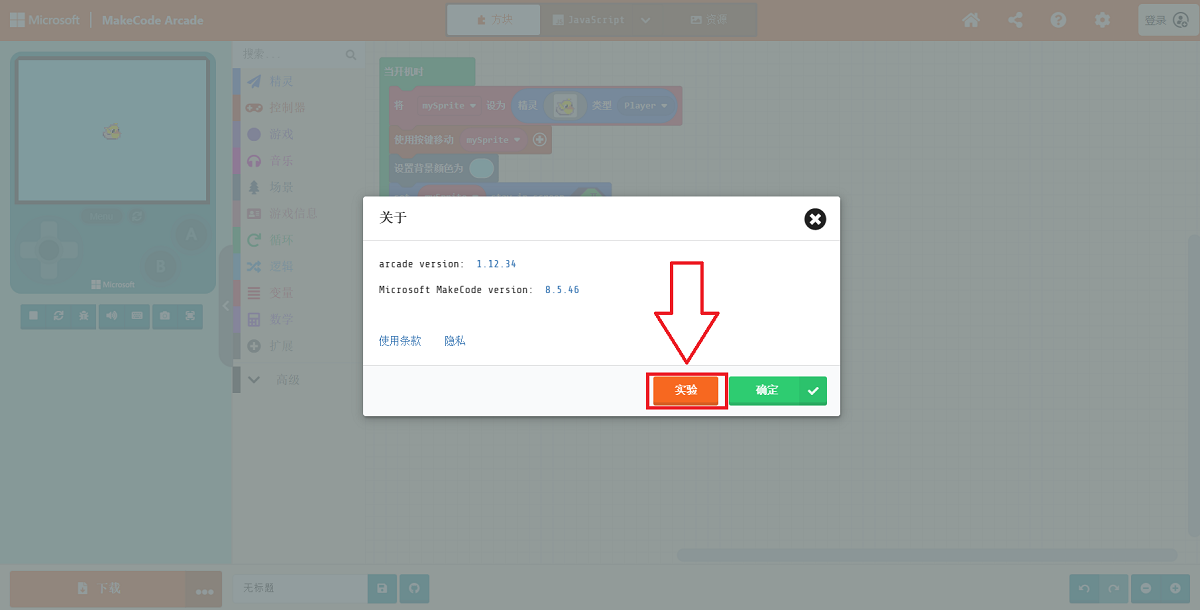 Microsoft MakeCode Arcade 方块 JavaScript 资源 登录
搜索...
精灵
控制器
游戏
音乐
场景
游戏信息
循环
逻辑
变量
数学
扩展
高级
A
B
Microsoft
当开机时
将 mySprite 设为 精灵 类型 Player
使用按键移动 mySprite
设置背景颜色为
关于
arcade version: 1.12.34
Microsoft MakeCode version: 8.5.46
使用条款 隐私
实验 确定
下载 无标题